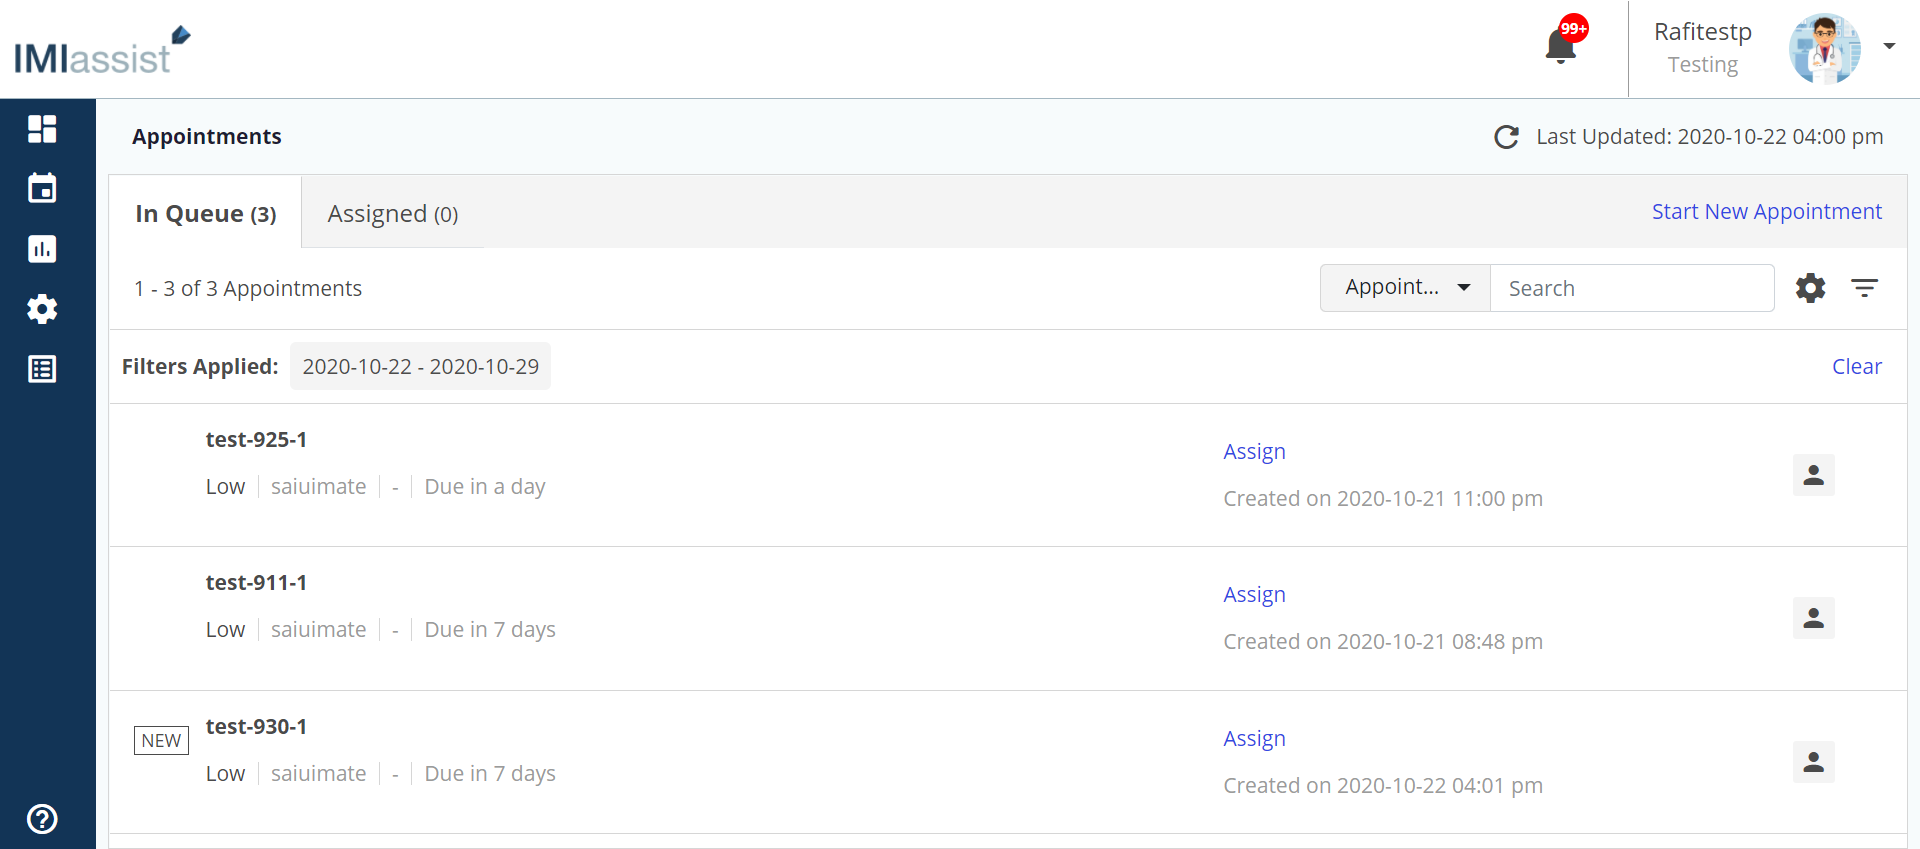 IMIassist
99+
Rafitestp
Testing
Appointments
Last Updated: 2020-10-22 04:00 pm
In Queue (3)
Assigned (0)
Start New Appointment
1 - 3 of 3 Appointments
Appoint...
Search
Filters Applied:
2020-10-22 - 2020-10-29
Clear
test-925-1
Low saiuimate - Due in a day
Assign
Created on 2020-10-21 11:00 pm
test-911-1
Low saiuimate - Due in 7 days
Assign
Created on 2020-10-21 08:48 pm
NEW
test-930-1
Low saiuimate - Due in 7 days
Assign
Created on 2020-10-22 04:01 pm